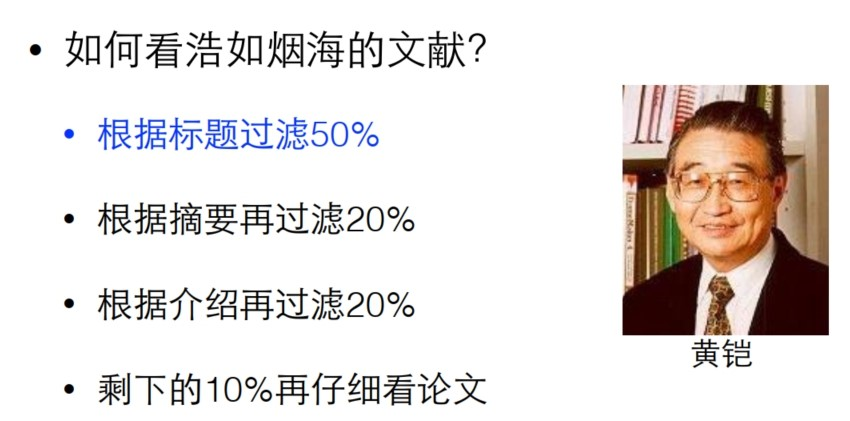 • 如何看浩如烟海的文献?
• 根据标题过滤50%
• 根据摘要再过滤20%
• 根据介绍再过滤20%
• 剩下的10%再仔细看论文
黄铠